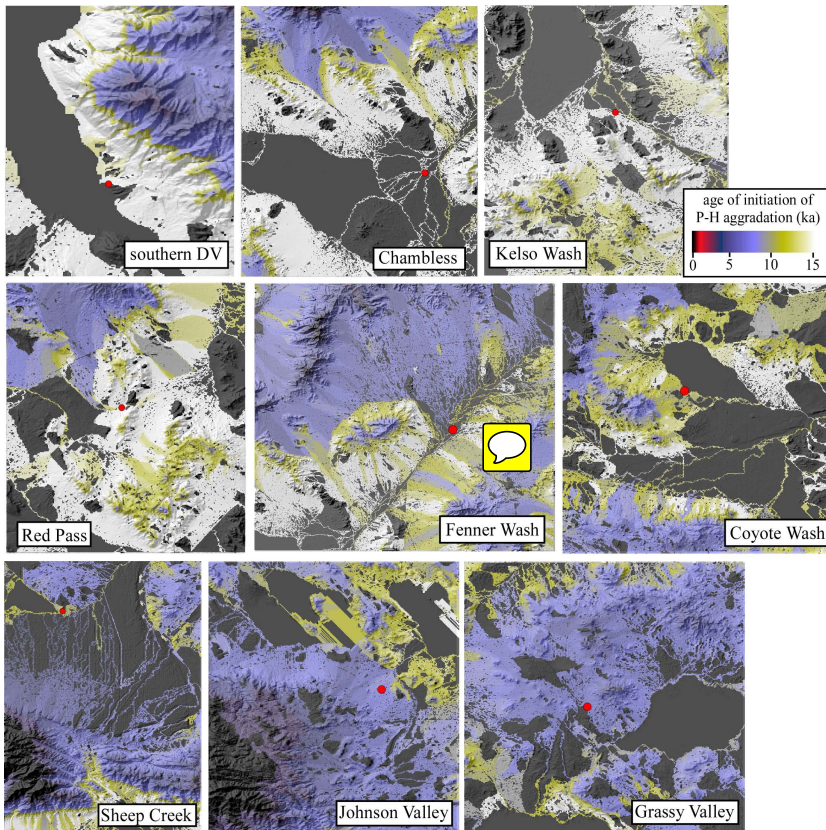 southern DV
Chambless
Kelso Wash
age of initiation of
P-H aggradation (ka)
0 5 10 15
Red Pass
Fenner Wash
Coyote Wash
Sheep Creek
Johnson Valley
Grassy Valley